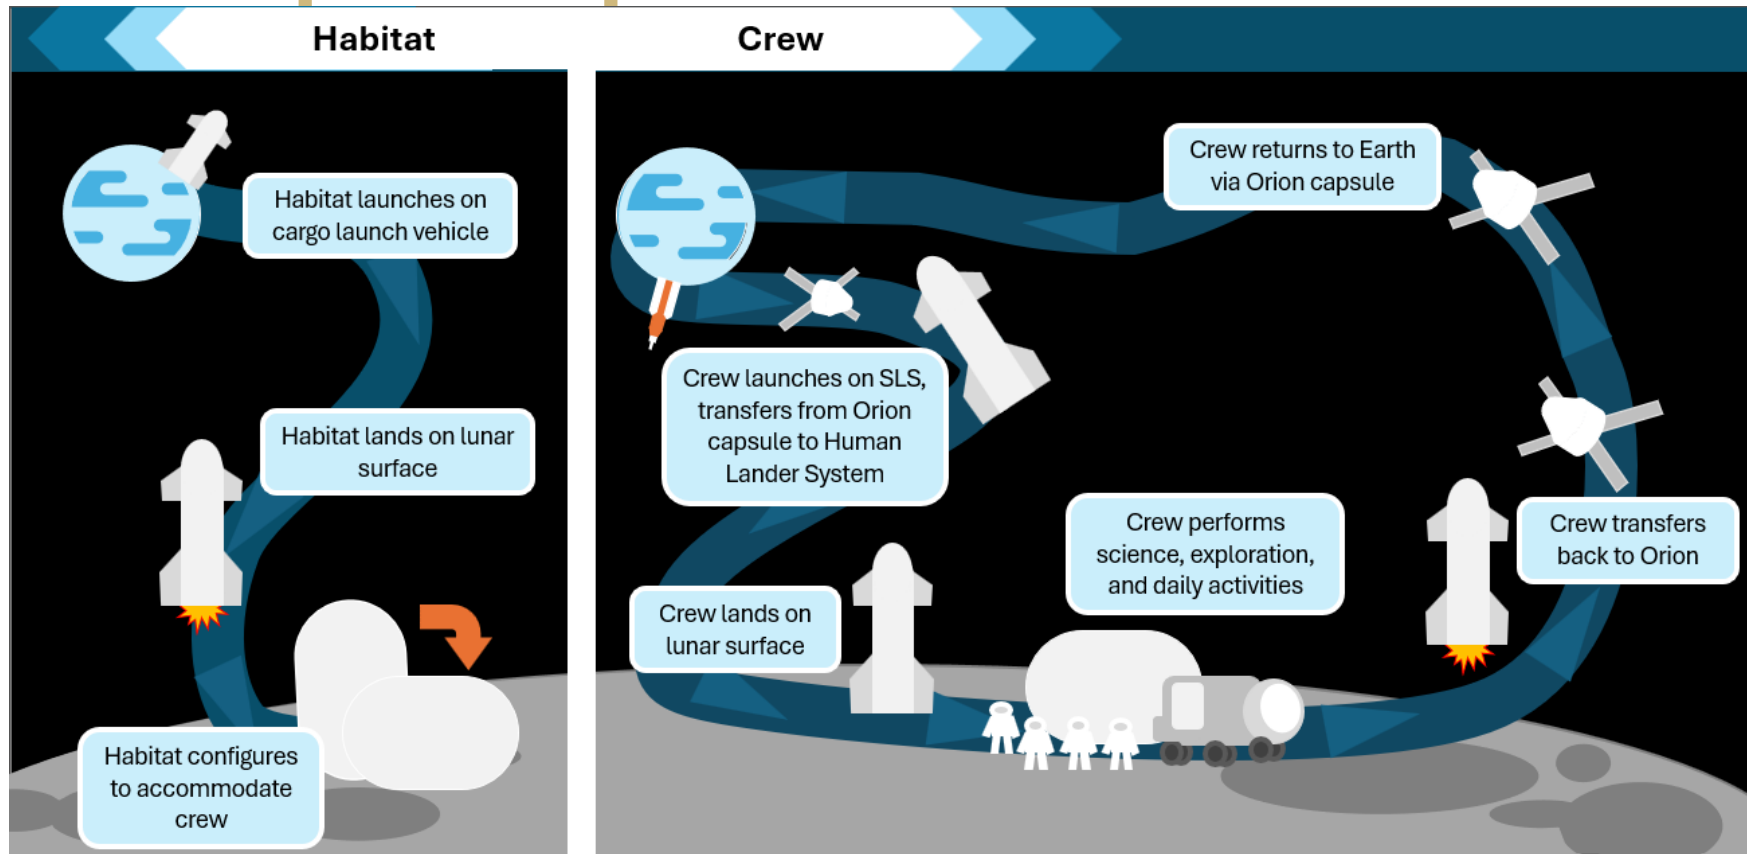 Habitat
Crew
Habitat launches on
cargo launch vehicle
Habitat lands on lunar
surface
Habitat configures
to accommodate
crew
Crew launches on SLS,
transfers from Orion
capsule to Human
Lander System
Crew lands on
lunar surface
Crew performs
science, exploration,
and daily activities
Crew transfers
back to Orion
Crew returns to Earth
via Orion capsule